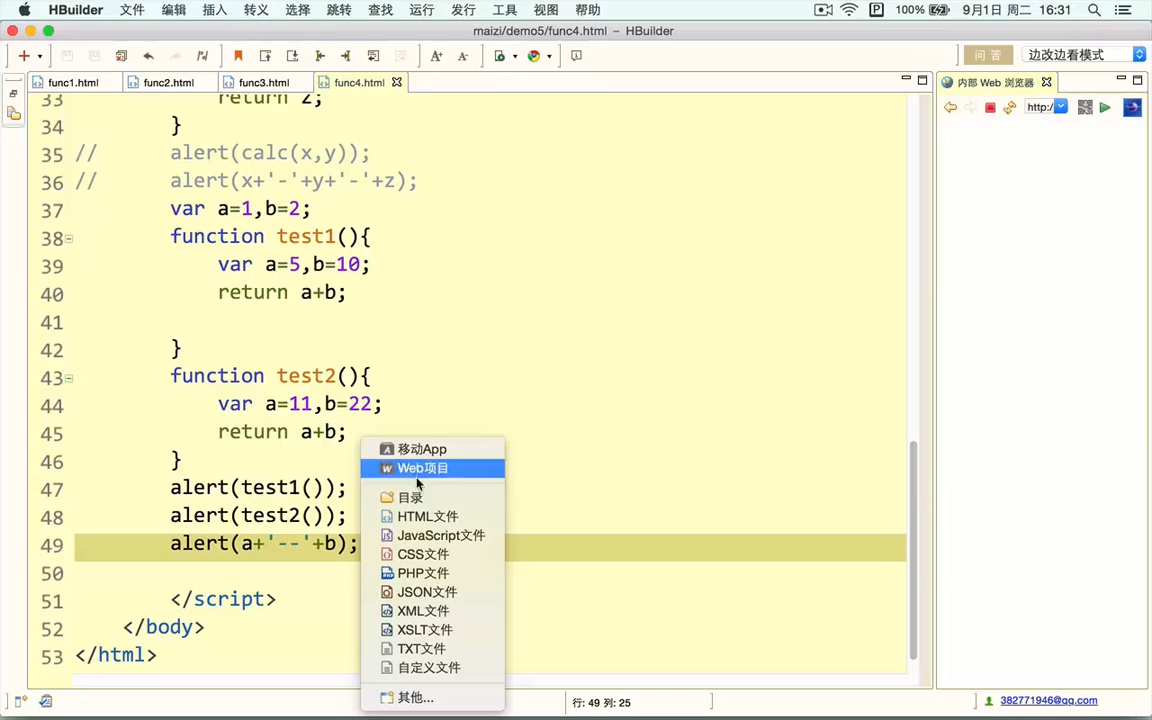 HBuilder 文件 编辑 插入 转义 选择 跳转 查找 运行 发行 工具 视图 帮助 P 100% 9月1日 周二 16:31
maizi/demo5/func4.html – HBuilder
问 答 边改边看模式
func1.html func2.html func3.html func4.html 内部 Web 浏览器
http:/
33 return z;
34 }
35 // alert(calc(x,y));
36 // alert(x+'-'+y+'-'+z);
37 var a=1,b=2;
38 function test1(){
39 var a=5,b=10;
40 return a+b;
41
42 }
43 function test2(){
44 var a=11,b=22;
45 return a+b;
46 }
47 alert(test1());
48 alert(test2());
49 alert(a+'--'+b);
50
51 </script>
52 </body>
53 </html>
移动App
Web项目
目录
HTML文件
JavaScript文件
CSS文件
PHP文件
JSON文件
XML文件
XSLT文件
TXT文件
自定义文件
其他...
行: 49 列: 25
382771946@qq.com